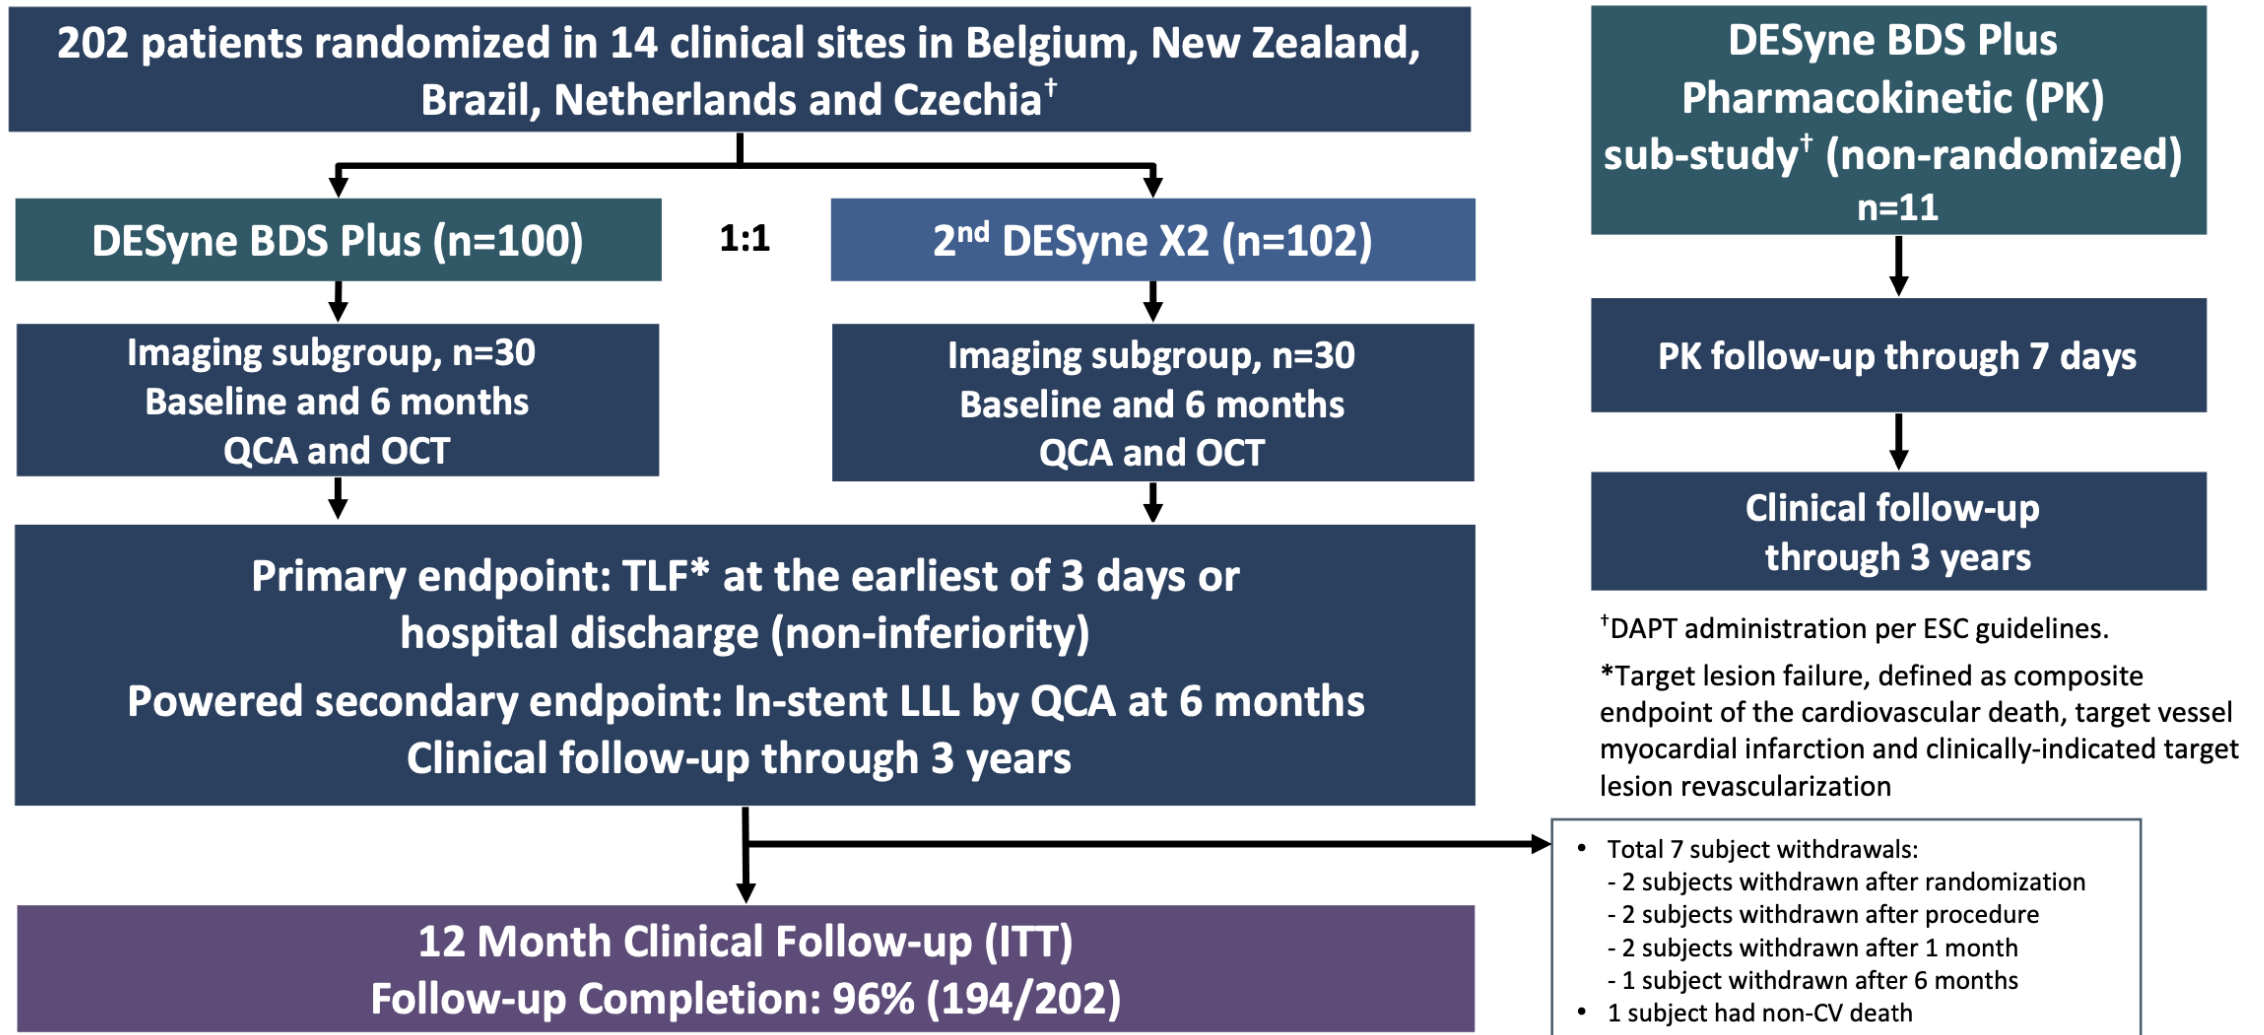 202 patients randomized in 14 clinical sites in Belgium, New Zealand,
Brazil, Netherlands and Czechia†
DESyne BDS Plus (n=100)
1:1
2nd DESyne X2 (n=102)
Imaging subgroup, n=30
Baseline and 6 months
QCA and OCT
Imaging subgroup, n=30
Baseline and 6 months
QCA and OCT
Primary endpoint: TLF* at the earliest of 3 days or
hospital discharge (non-inferiority)
Powered secondary endpoint: In-stent LLL by QCA at 6 months
Clinical follow-up through 3 years
12 Month Clinical Follow-up (ITT)
Follow-up Completion: 96% (194/202)
DESyne BDS Plus
Pharmacokinetic (PK)
sub-study† (non-randomized)
n=11
PK follow-up through 7 days
Clinical follow-up
through 3 years
†DAPT administration per ESC guidelines.
*Target lesion failure, defined as composite
endpoint of the cardiovascular death, target vessel
myocardial infarction and clinically-indicated target
lesion revascularization
• Total 7 subject withdrawals:
- 2 subjects withdrawn after randomization
- 2 subjects withdrawn after procedure
- 2 subjects withdrawn after 1 month
- 1 subject withdrawn after 6 months
• 1 subject had non-CV death